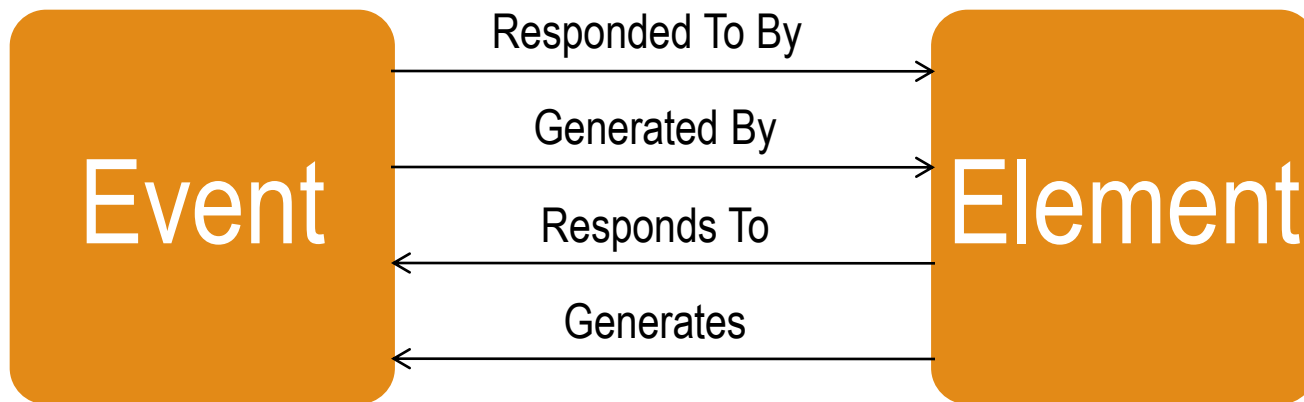 Responded To By
Generated By
Event
Element
Responds To
Generates